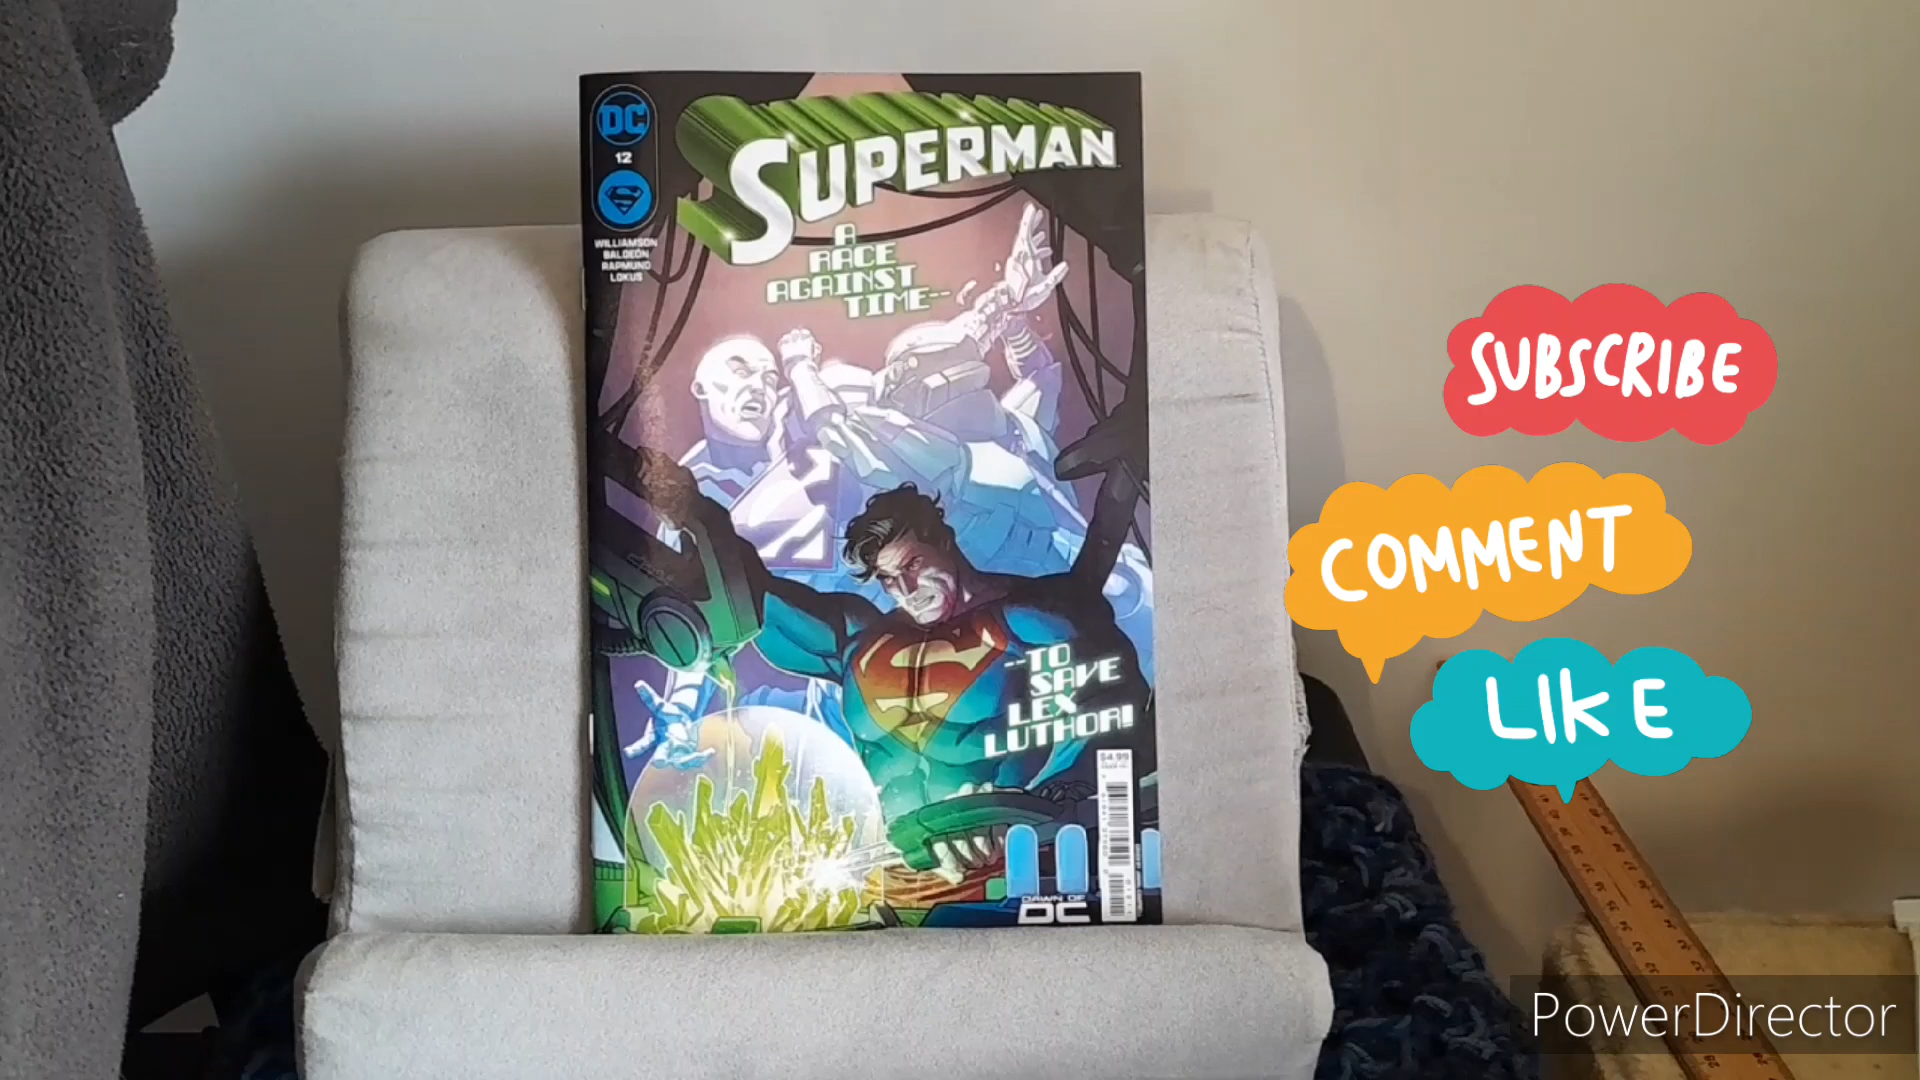 DC
12
WILLIAMSON
BALDEÓN
RAPMUND
LOKUS
SUPERMAN
A
RACE
AGAINST
TIME--
--TO
SAVE
LEX
LUTHOR!
$4.99
DAWN OF
DC
SUBSCRIBE
COMMENT
LIKE
PowerDirector